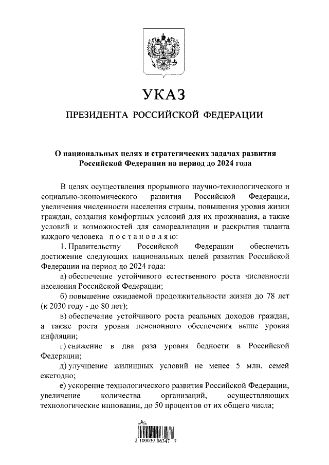 УКАЗ
ПРЕЗИДЕНТА РОССИЙСКОЙ ФЕДЕРАЦИИ
О национальных целях и стратегических задачах развития
Российской Федерации на период до 2024 года
В целях осуществления прорывного научно-технологического и
социально-экономического развития Российской Федерации,
увеличения численности населения страны, повышения уровня жизни
граждан, создания комфортных условий для их проживания, а также
условий и возможностей для самореализации и раскрытия таланта
каждого человека п о с т а н о в л я ю:
1. Правительству Российской Федерации обеспечить
достижение следующих национальных целей развития Российской
Федерации на период до 2024 года:
а) обеспечение устойчивого естественного роста численности
населения Российской Федерации;
б) повышение ожидаемой продолжительности жизни до 78 лет
(к 2030 году - до 80 лет);
в) обеспечение устойчивого роста реальных доходов граждан,
а также роста уровня пенсионного обеспечения выше уровня
инфляции;
г) снижение в два раза уровня бедности в Российской
Федерации;
д) улучшение жилищных условий не менее 5 млн. семей
ежегодно;
е) ускорение технологического развития Российской Федерации,
увеличение количества организаций, осуществляющих
технологические инновации, до 50 процентов от их общего числа;